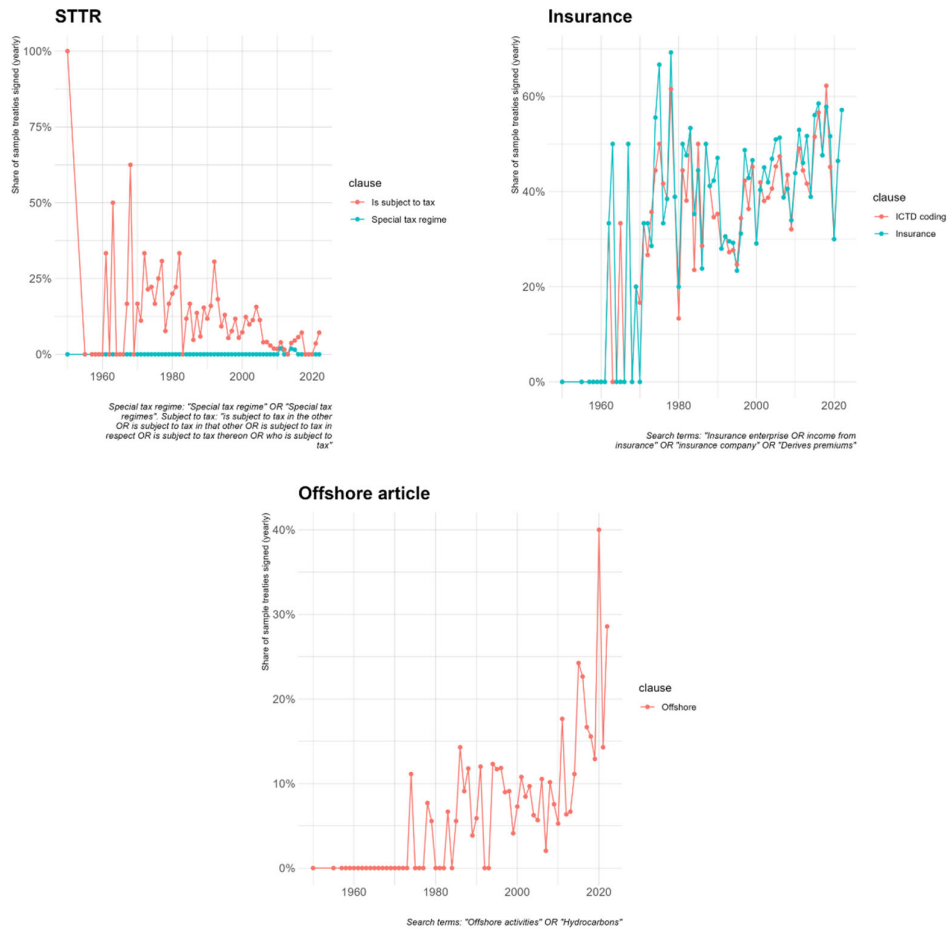 STTR
Share of sample treaties signed (yearly)
100%
75%
50%
25%
0%
1960
1980
2000
2020
clause
Is subject to tax
Special tax regime
Special tax regime: "Special tax regime" OR "Special tax
regimes". Subject to tax: "is subject to tax in the other
OR is subject to tax in that other OR is subject to tax in
respect OR is subject to tax thereon OR who is subject to
tax"
Insurance
Share of sample treaties signed (yearly)
60%
40%
20%
0%
1960
1980
2000
2020
clause
ICTD coding
Insurance
Search terms: "Insurance enterprise OR income from
insurance" OR "insurance company" OR "Derives premiums"
Offshore article
Share of sample treaties signed (yearly)
40%
30%
20%
10%
0%
1960
1980
2000
2020
clause
Offshore
Search terms: "Offshore activities" OR "Hydrocarbons"